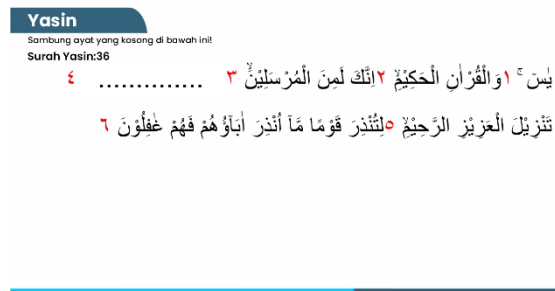 Yasin
Sambung ayat yang kosong di bawah ini!
Surah Yasin:36
يٰسۤ ۚ ١ وَالْقُرْاٰنِ الْحَكِيْمِۙ ٢ اِنَّكَ لَمِنَ الْمُرْسَلِيْنَۙ ٣ .............. ٤
تَنْزِيْلَ الْعَزِيْزِ الرَّحِيْمِۙ ٥ لِتُنْذِرَ قَوْمًا مَّآ اُنْذِرَ اٰبَاۤؤُهُمْ فَهُمْ غٰفِلُوْنَ ٦